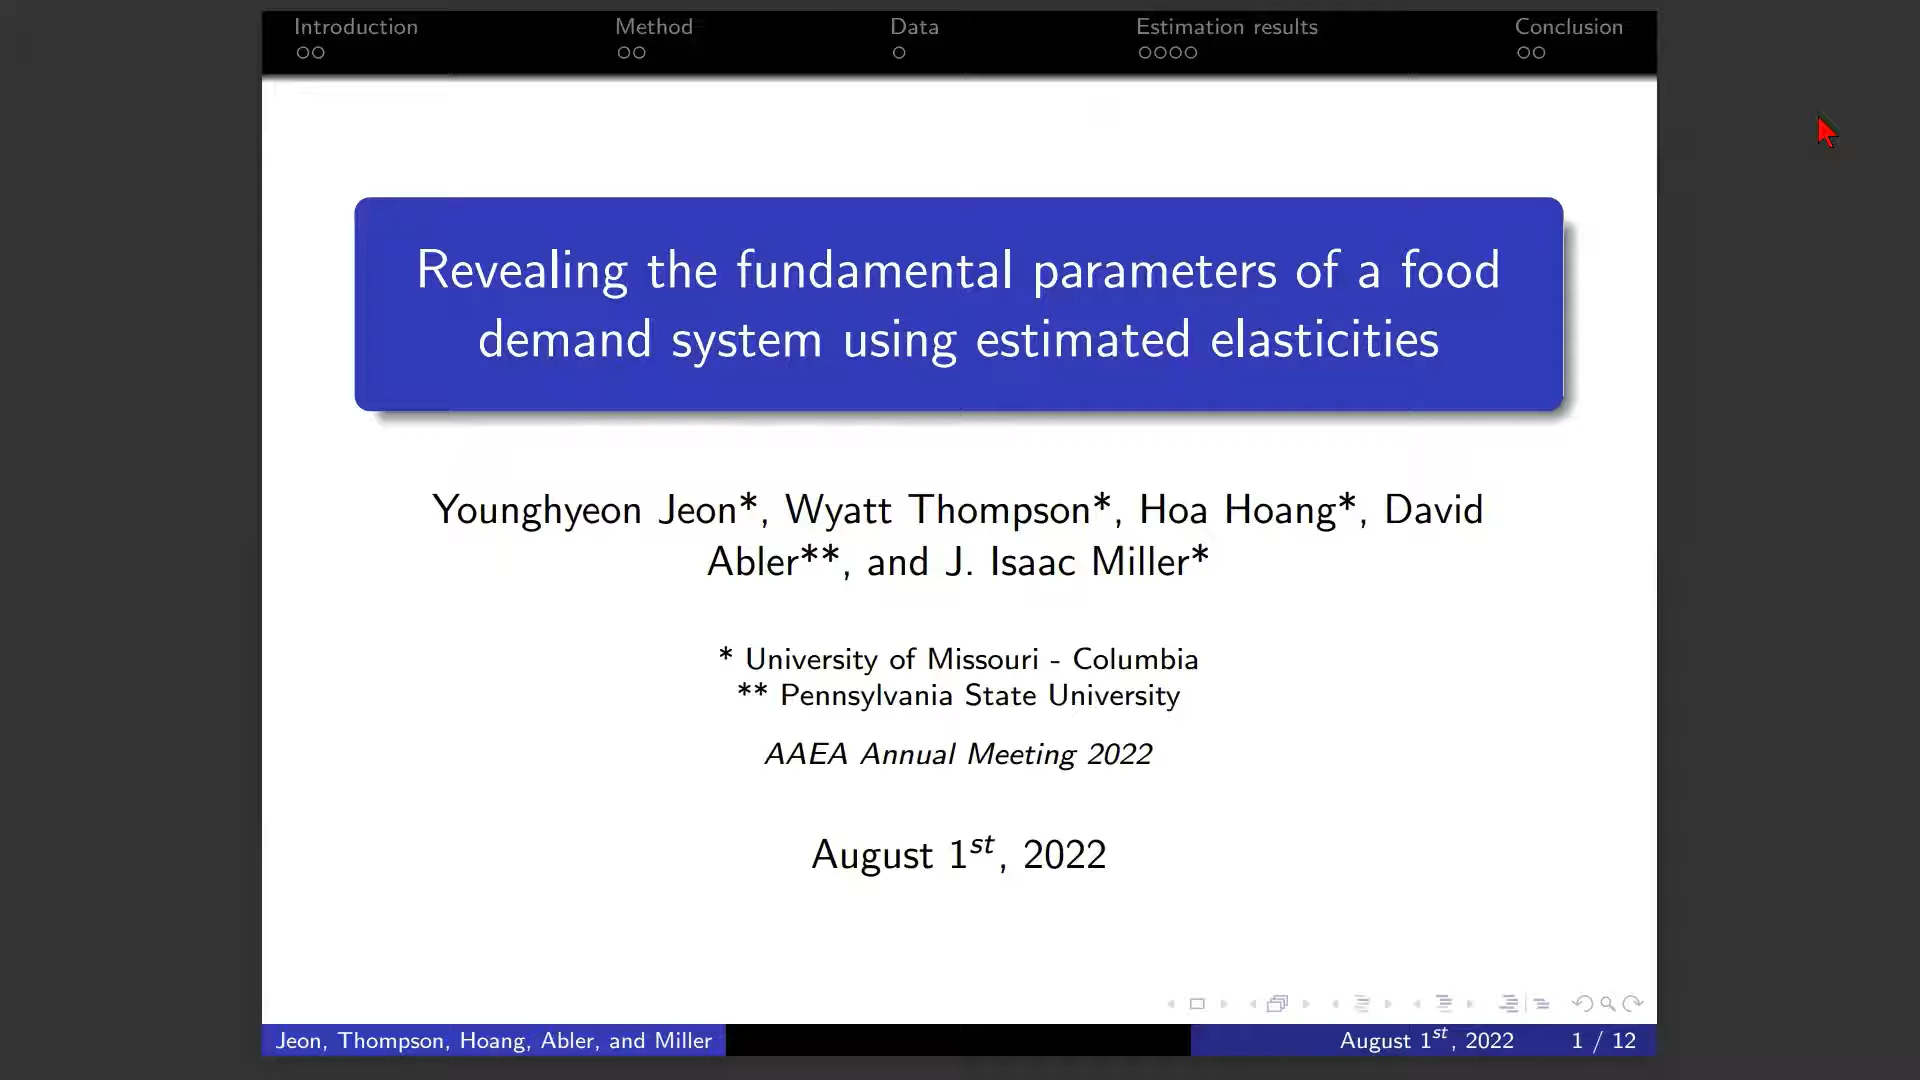 Introduction Method Data Estimation results Conclusion
Revealing the fundamental parameters of a food
demand system using estimated elasticities
Younghyeon Jeon*, Wyatt Thompson*, Hoa Hoang*, David
Abler**, and J. Isaac Miller*
* University of Missouri - Columbia
** Pennsylvania State University
AAEA Annual Meeting 2022
August 1st, 2022
Jeon, Thompson, Hoang, Abler, and Miller August 1st, 2022 1 / 12